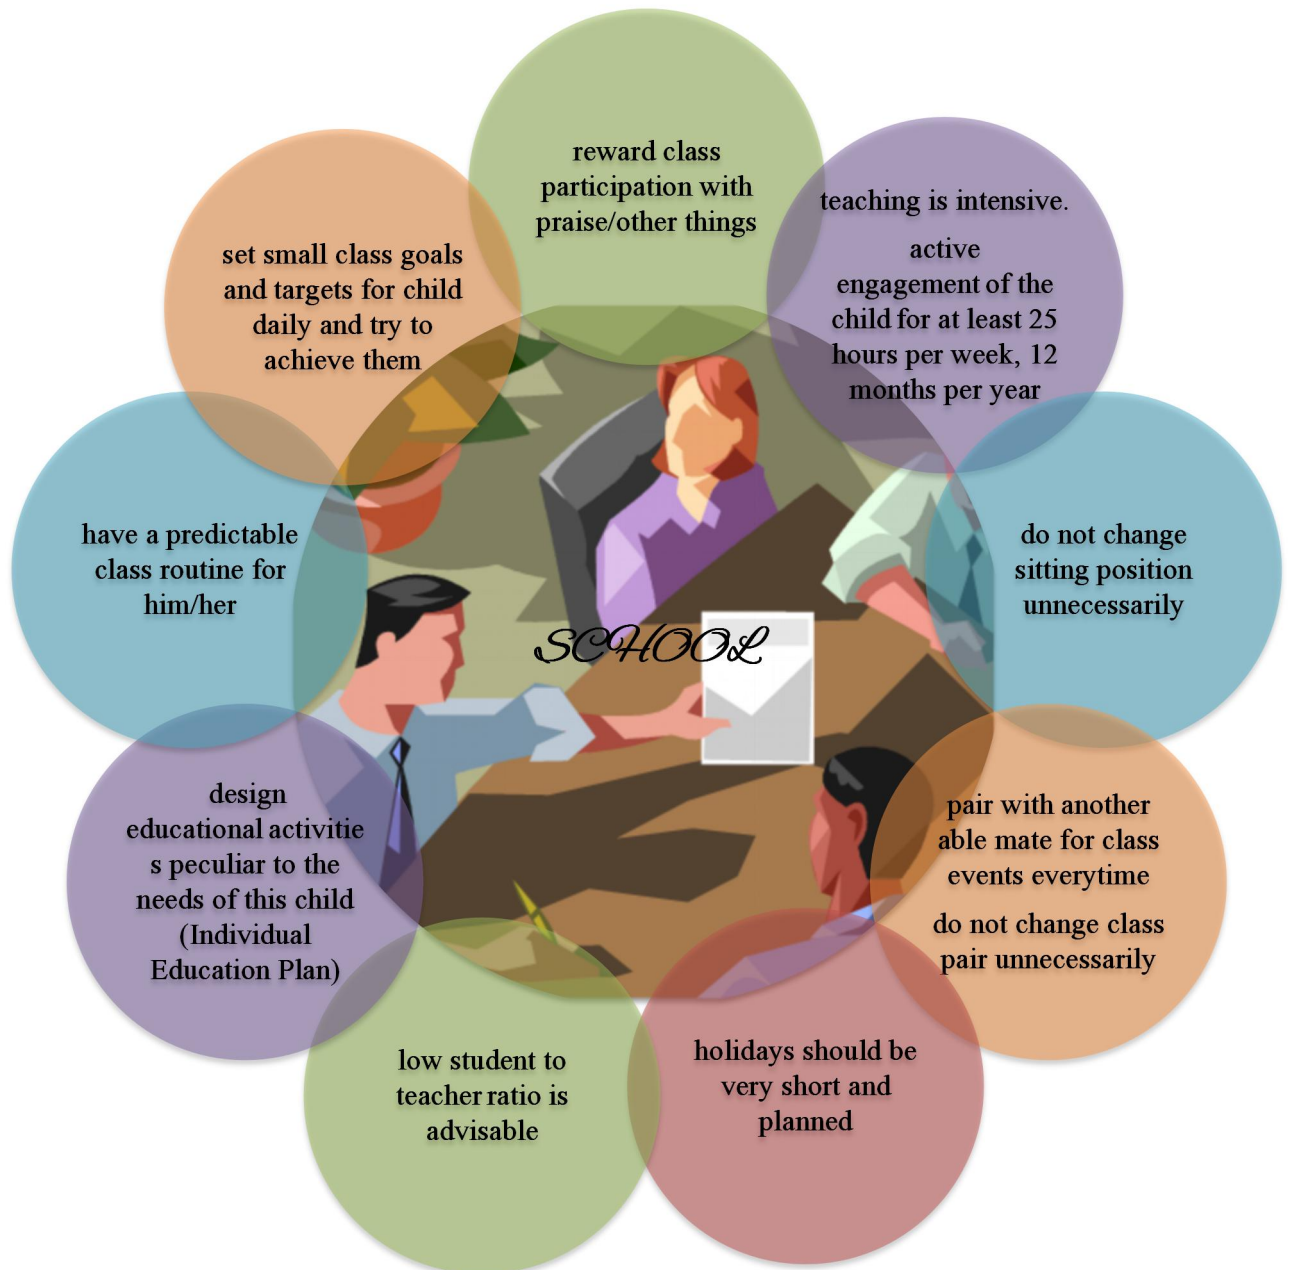 reward class
participation with
praise/other things
teaching is intensive.
active
engagement of the
child for at least 25
hours per week, 12
months per year
do not change
sitting position
unnecessarily
pair with another
able mate for class
events everytime
do not change class
pair unnecessarily
holidays should be
very short and
planned
low student to
teacher ratio is
advisable
design
educational activitie
s peculiar to the
needs of this child
(Individual
Education Plan)
have a predictable
class routine for
him/her
set small class goals
and targets for child
daily and try to
achieve them
SCHOOL